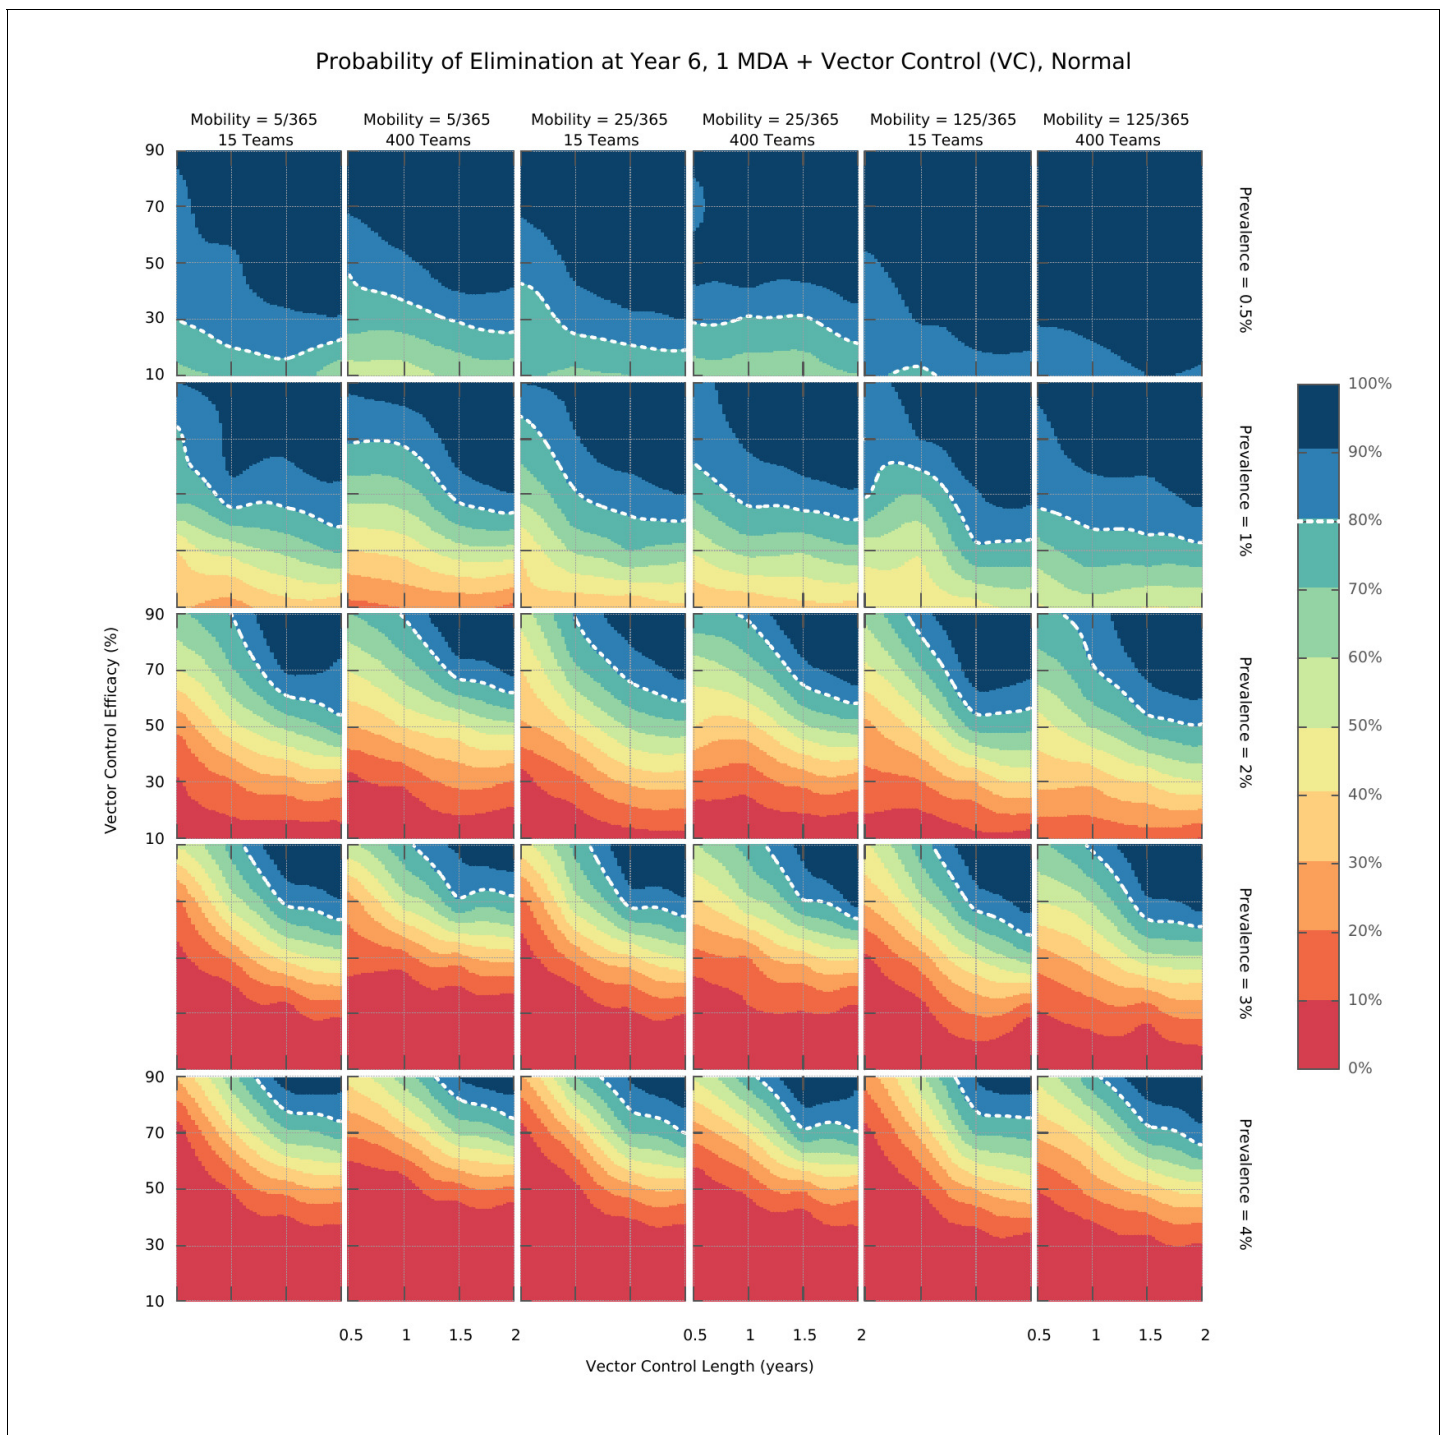 Probability of Elimination at Year 6, 1 MDA + Vector Control (VC), Normal
Mobility = 5/365
15 Teams
Mobility = 5/365
400 Teams
Mobility = 25/365
15 Teams
Mobility = 25/365
400 Teams
Mobility = 125/365
15 Teams
Mobility = 125/365
400 Teams
90
70
50
30
10
Prevalence = 0.5%
Prevalence = 1%
90
70
50
30
10
Prevalence = 2%
Prevalence = 3%
90
70
50
30
10
Prevalence = 4%
Vector Control Efficacy (%)
0.5 1 1.5 2
0.5 1 1.5 2
0.5 1 1.5 2
Vector Control Length (years)
100%
90%
80%
70%
60%
50%
40%
30%
20%
10%
0%